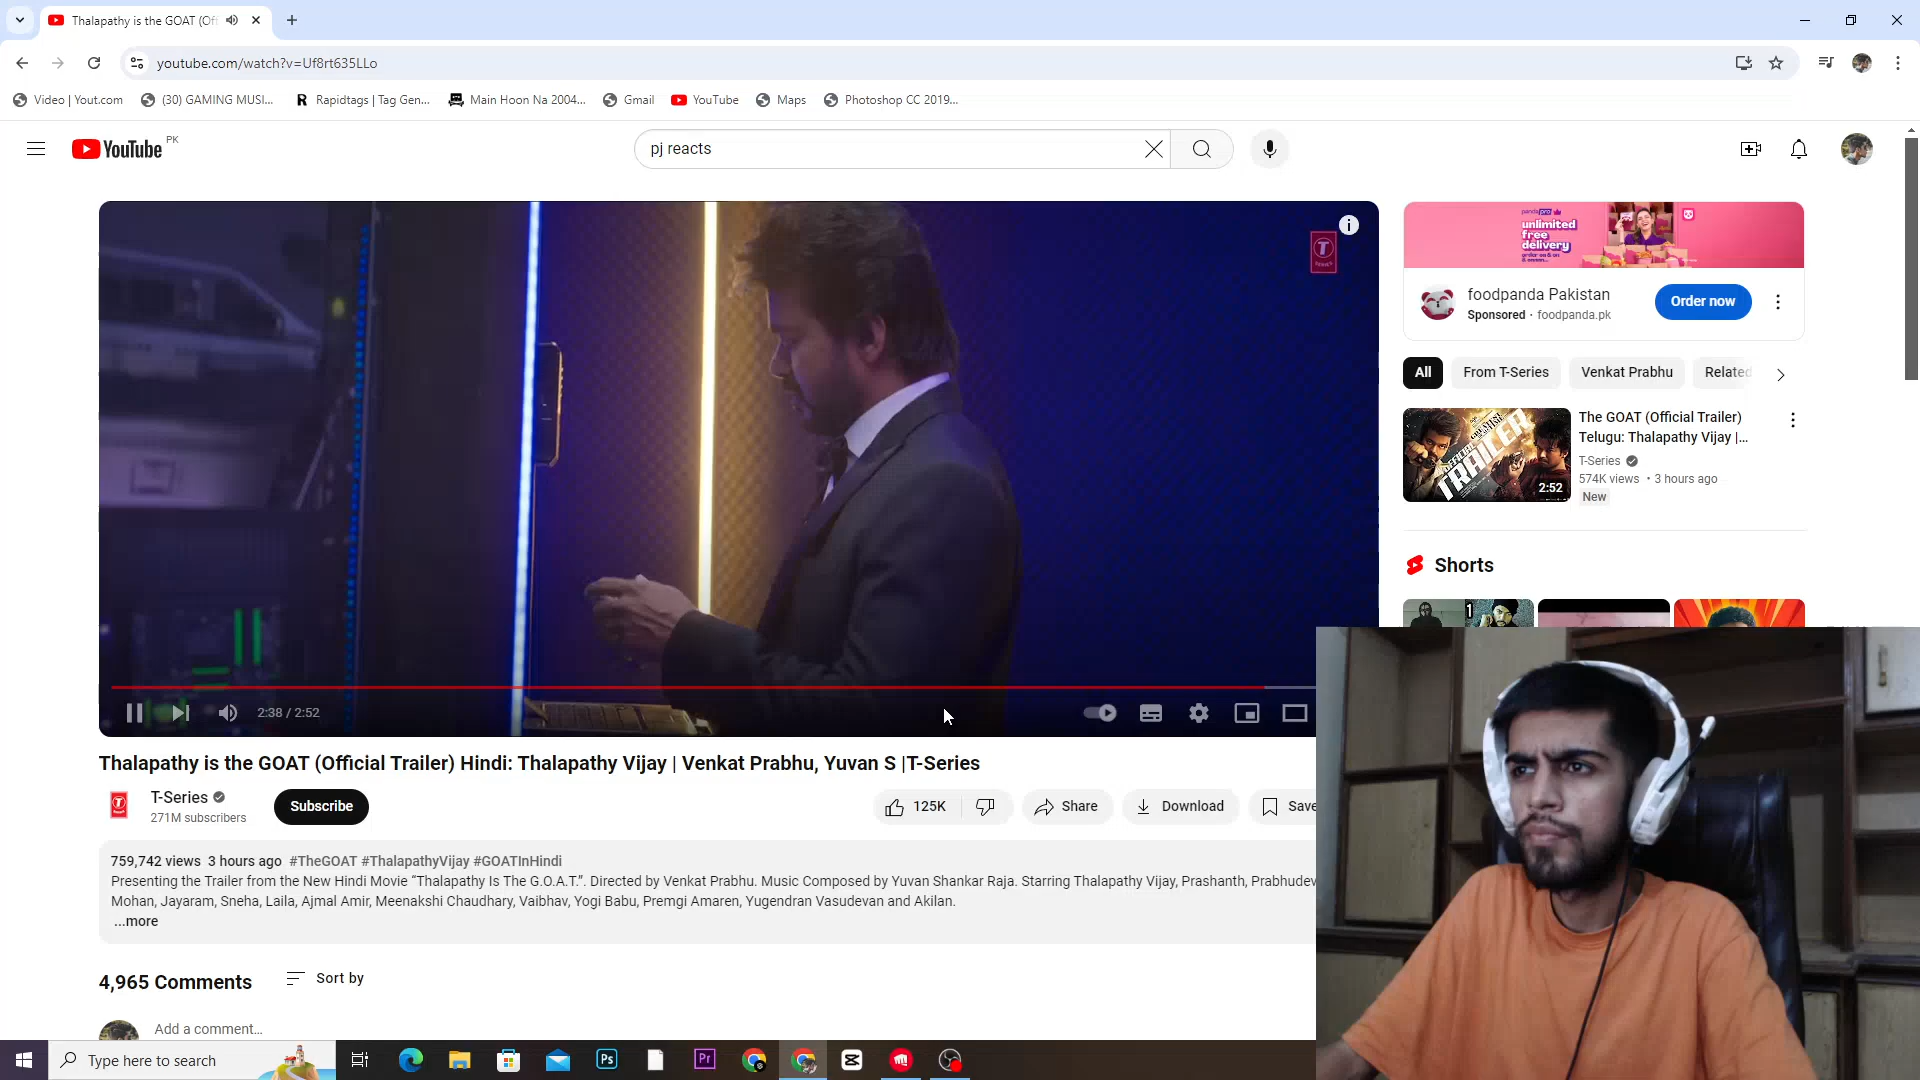 Thalapathy is the GOAT (Of
youtube.com/watch?v=Uf8rt635LLo
Video | Yout.com
(30) GAMING MUSI...
Rapidtags | Tag Gen...
Main Hoon Na 2004...
Gmail
YouTube
Maps
Photoshop CC 2019...
YouTube PK
pj reacts
T
SERIES
pandapro
unlimited
free
delivery
foodpanda Pakistan
Order now
Sponsored · foodpanda.pk
All
From T-Series
Venkat Prabhu
Related
The GOAT (Official Trailer)
Telugu: Thalapathy Vijay |...
T-Series
574K views • 3 hours ago
New
OFFICIAL
TRAILER
2:52
Shorts
1
2:38 / 2:52
Thalapathy is the GOAT (Official Trailer) Hindi: Thalapathy Vijay | Venkat Prabhu, Yuvan S |T-Series
T-Series
271M subscribers
Subscribe
125K
Share
Download
Save
759,742 views 3 hours ago #TheGOAT #ThalapathyVijay #GOATInHindi
Presenting the Trailer from the New Hindi Movie “Thalapathy Is The G.O.A.T.”. Directed by Venkat Prabhu. Music Composed by Yuvan Shankar Raja. Starring Thalapathy Vijay, Prashanth, Prabhudev
Mohan, Jayaram, Sneha, Laila, Ajmal Amir, Meenakshi Chaudhary, Vaibhav, Yogi Babu, Premgi Amaren, Yugendran Vasudevan and Akilan.
...more
4,965 Comments
Sort by
Add a comment...
Type here to search
Ps
Pr